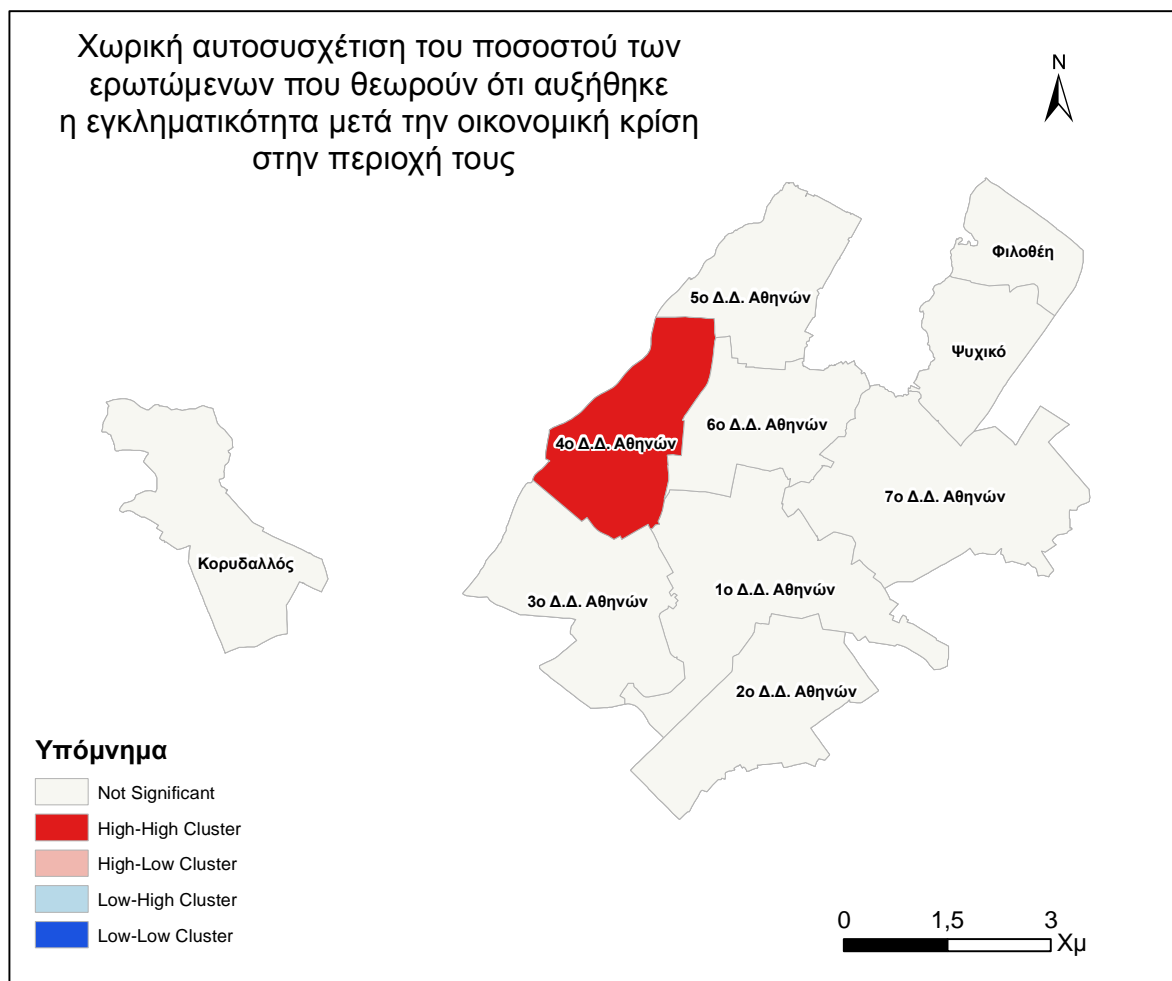 Χωρική αυτοσυσχέτιση του ποσοστού των
ερωτώμενων που θεωρούν ότι αυξήθηκε
η εγκληματικότητα μετά την οικονομική κρίση
στην περιοχή τους
N
Φιλοθέη
5ο Δ.Δ. Αθηνών
Ψυχικό
6ο Δ.Δ. Αθηνών
4ο Δ.Δ. Αθηνών
7ο Δ.Δ. Αθηνών
Κορυδαλλός
1ο Δ.Δ. Αθηνών
3ο Δ.Δ. Αθηνών
2ο Δ.Δ. Αθηνών
Υπόμνημα
Not Significant
High-High Cluster
High-Low Cluster
Low-High Cluster
Low-Low Cluster
0 1,5 3
Χμ